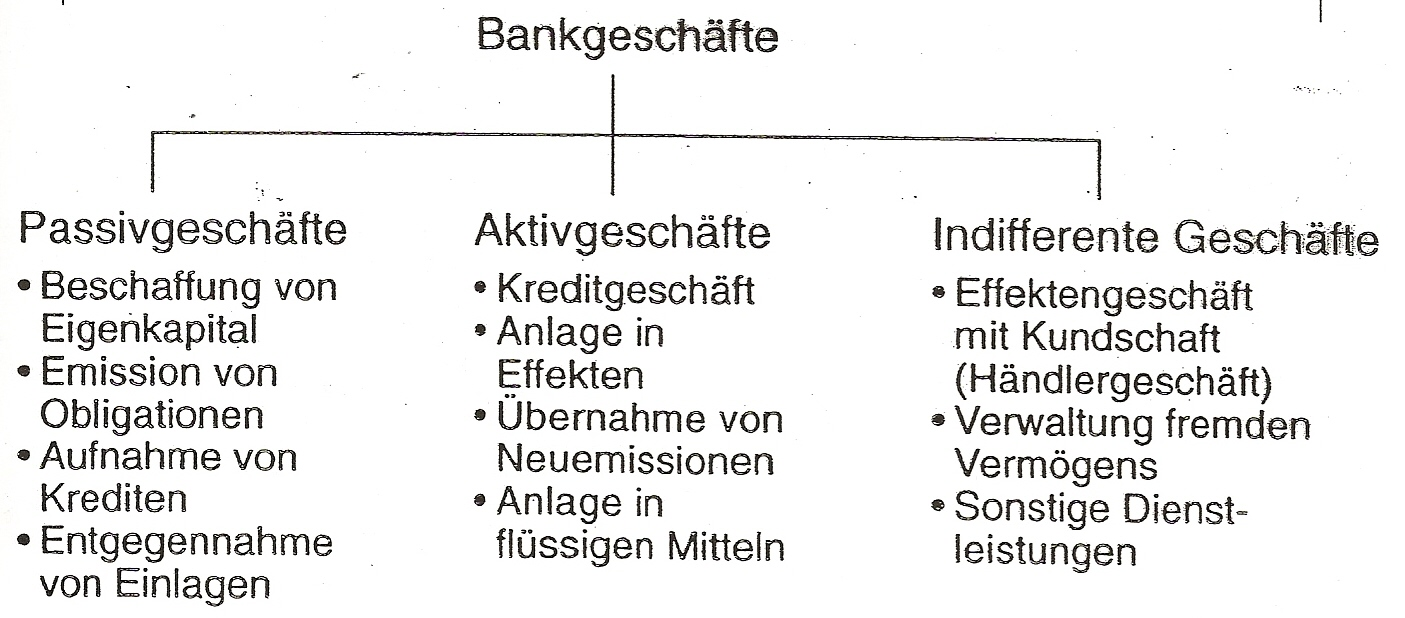 Bankgeschäfte
Passivgeschäfte
• Beschaffung von
Eigenkapital
• Emission von
Obligationen
• Aufnahme von
Krediten
• Entgegennahme
von Einlagen
Aktivgeschäfte
• Kreditgeschäft
• Anlage in
Effekten
• Übernahme von
Neuemissionen
• Anlage in
flüssigen Mitteln
Indifferente Geschäfte
• Effektengeschäft
mit Kundschaft
(Händlergeschäft)
• Verwaltung fremden
Vermögens
• Sonstige Dienst-
leistungen